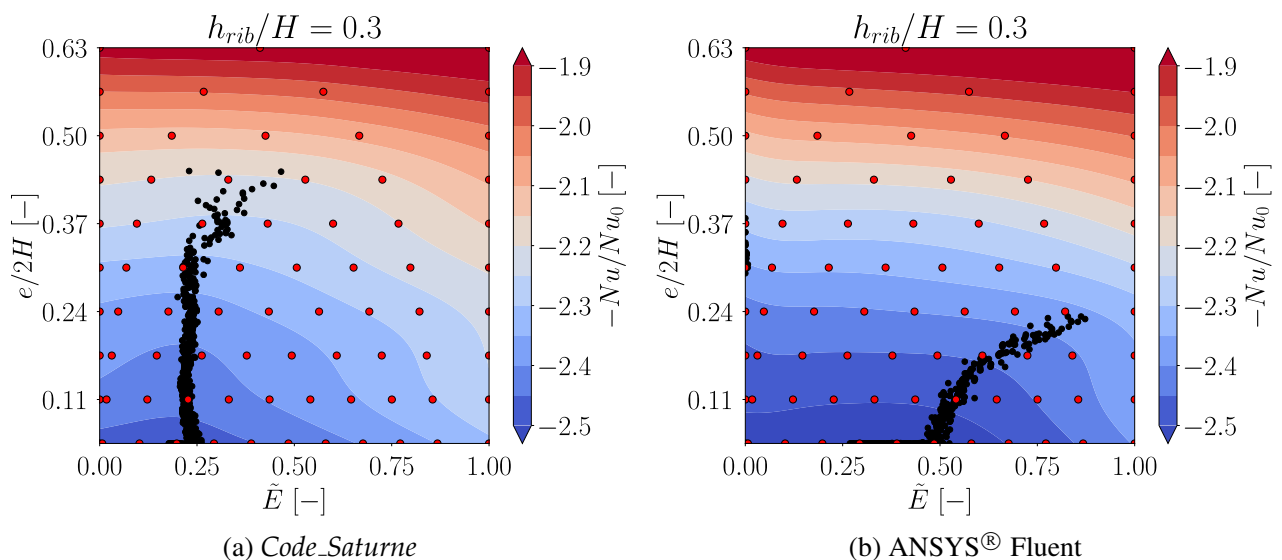 h_{rib}/H = 0.3
0.63
0.50
0.37
0.24
0.11
e/2H [−]
0.00 0.25 0.50 0.75 1.00
Ẽ [−]
−1.9
−2.0
−2.1
−2.2
−2.3
−2.4
−2.5
−Nu/Nu_0 [−]
(a) Code_Saturne
h_{rib}/H = 0.3
0.63
0.50
0.37
0.24
0.11
e/2H [−]
0.00 0.25 0.50 0.75 1.00
Ẽ [−]
−1.9
−2.0
−2.1
−2.2
−2.3
−2.4
−2.5
−Nu/Nu_0 [−]
(b) ANSYS® Fluent